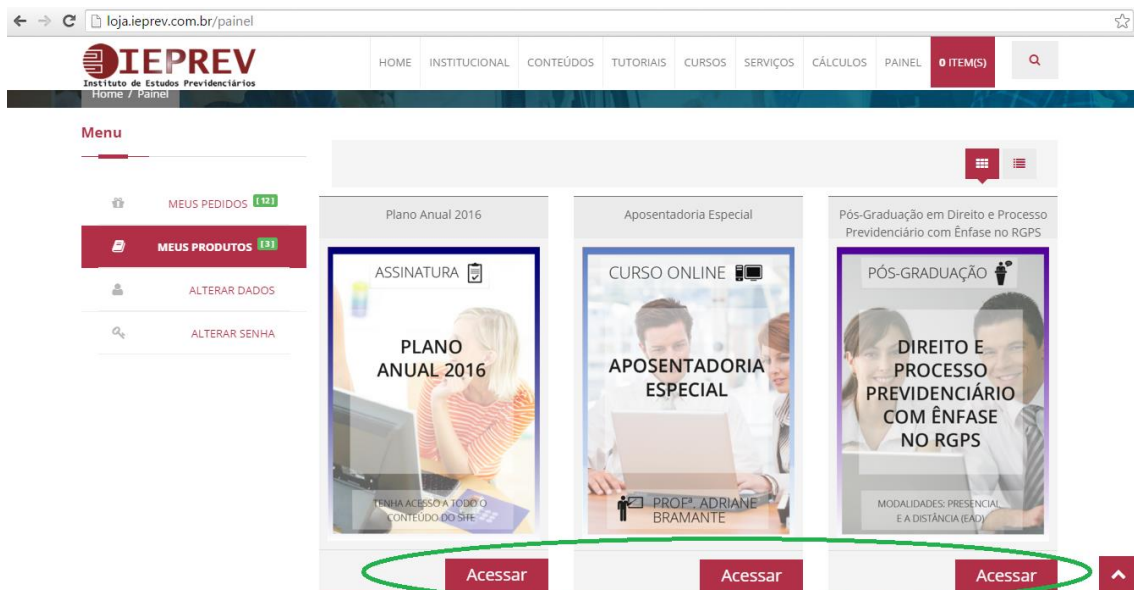 loja.ieprev.com.br/painel
IEPREV
Instituto de Estudos Previdenciários
HOME INSTITUCIONAL CONTEÚDOS TUTORIAIS CURSOS SERVIÇOS CÁLCULOS PAINEL 0 ITEM(S)
Home / Painel
Menu
MEUS PEDIDOS [12]
MEUS PRODUTOS [3]
ALTERAR DADOS
ALTERAR SENHA
Plano Anual 2016
ASSINATURA
PLANO
ANUAL 2016
TENHA ACESSO A TODO O
CONTEÚDO DO SITE
Acessar
Aposentadoria Especial
CURSO ONLINE
APOSENTADORIA
ESPECIAL
PROFª. ADRIANE
BRAMANTE
Acessar
Pós-Graduação em Direito e Processo
Previdenciário com Ênfase no RGPS
PÓS-GRADUAÇÃO
DIREITO E
PROCESSO
PREVIDENCIÁRIO
COM ÊNFASE
NO RGPS
MODALIDADES: PRESENCIAL
E A DISTÂNCIA (EAD)
Acessar